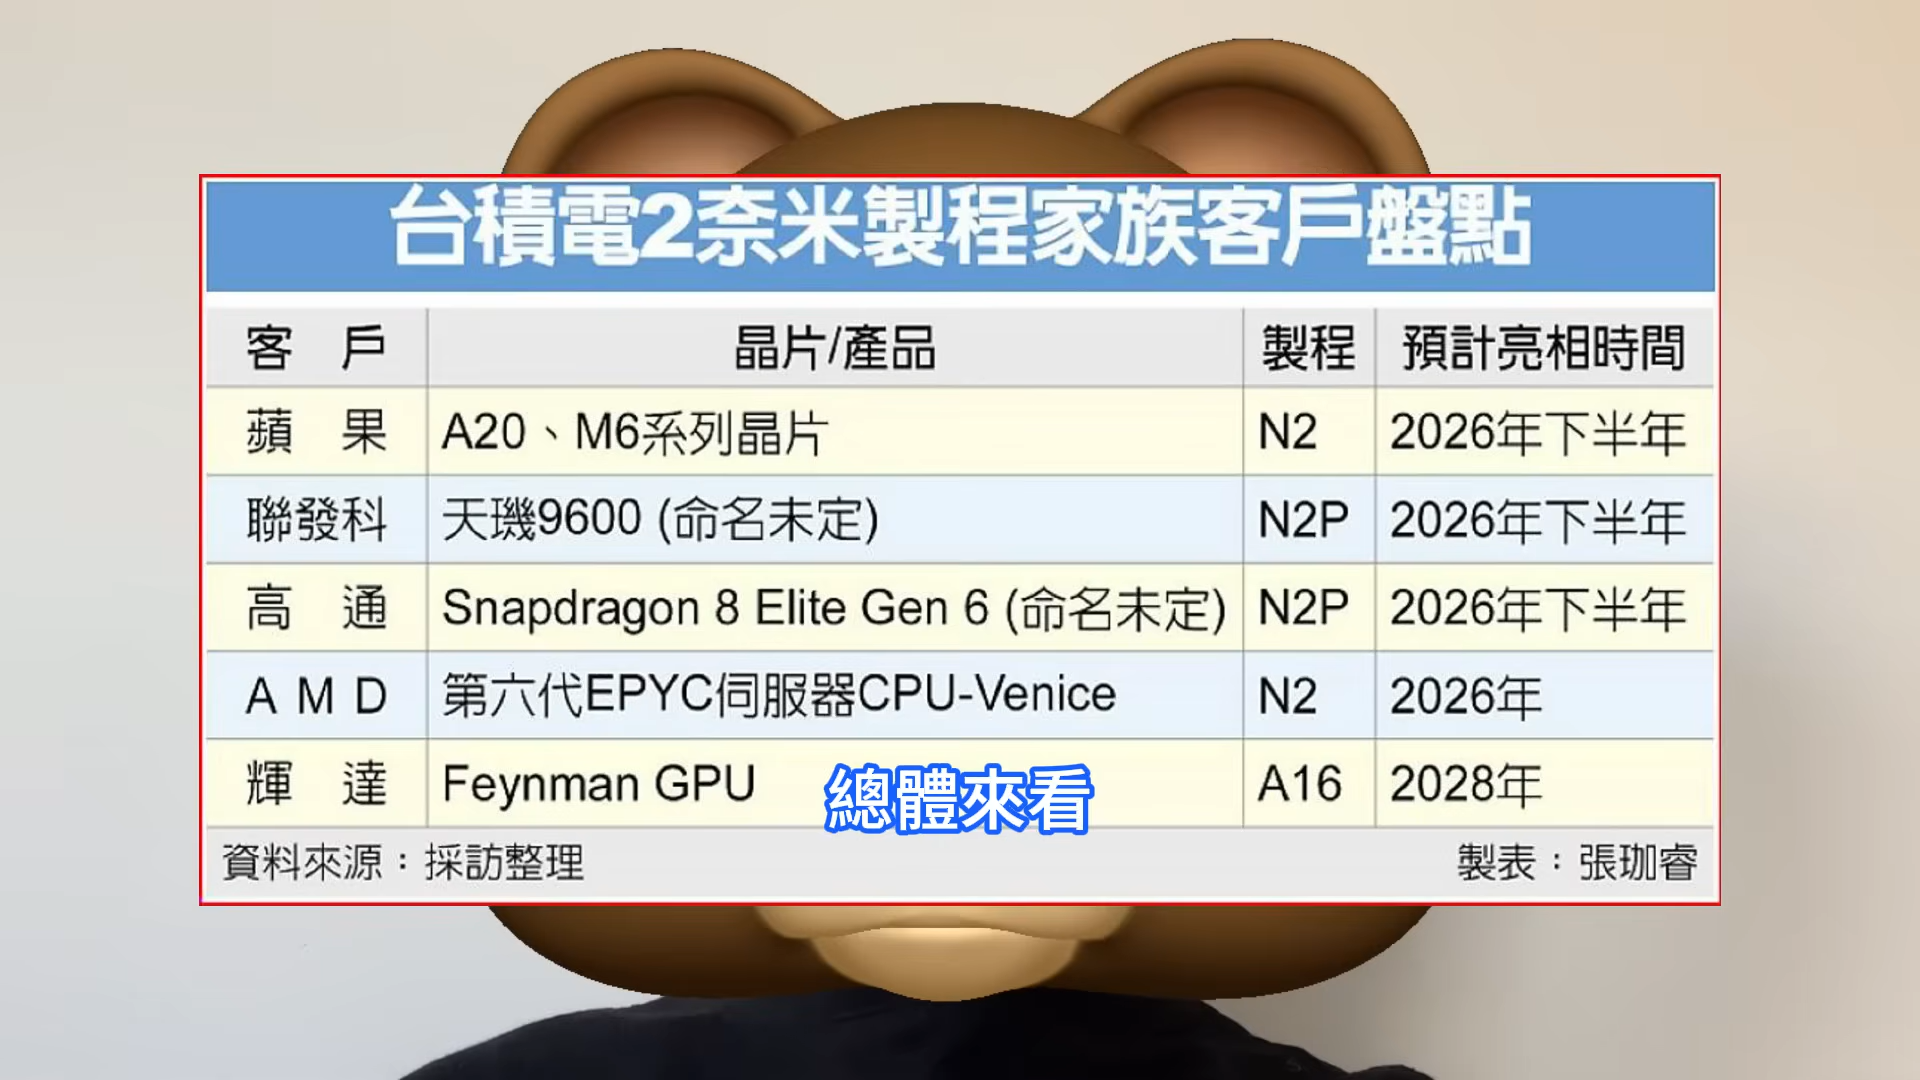 台積電2奈米製程家族客戶盤點
客戶 晶片/產品 製程 預計亮相時間
蘋果 A20、M6系列晶片 N2 2026年下半年
聯發科 天璣9600 (命名未定) N2P 2026年下半年
高通 Snapdragon 8 Elite Gen 6 (命名未定) N2P 2026年下半年
AMD 第六代EPYC伺服器CPU-Venice N2 2026年
輝達 Feynman GPU A16 2028年
總體來看
資料來源：採訪整理 製表：張珈睿